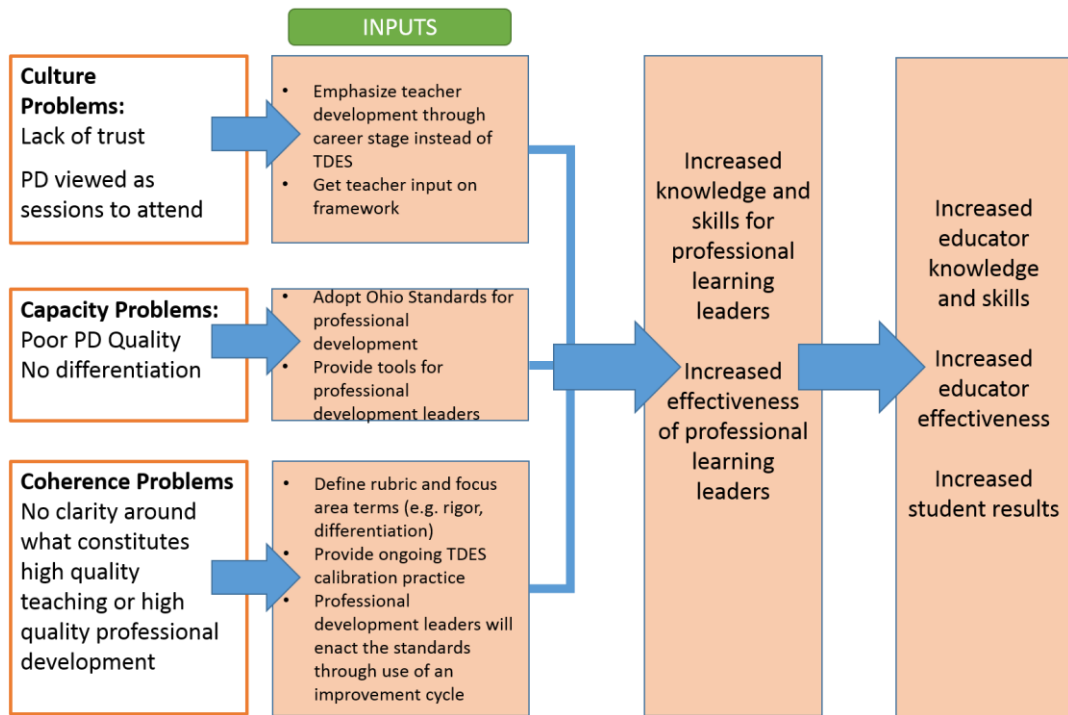 INPUTS
Culture
Problems:
Lack of trust
PD viewed as
sessions to attend
• Emphasize teacher
development through
career stage instead of
TDES
• Get teacher input on
framework
Capacity Problems:
Poor PD Quality
No differentiation
• Adopt Ohio Standards for
professional
development
• Provide tools for
professional
development leaders
Coherence Problems
No clarity around
what constitutes
high quality
teaching or high
quality professional
development
• Define rubric and focus
area terms (e.g. rigor,
differentiation)
• Provide ongoing TDES
calibration practice
• Professional
development leaders will
enact the standards
through use of an
improvement cycle
Increased
knowledge and
skills for
professional
learning
leaders
Increased
effectiveness
of professional
learning
leaders
Increased
educator
knowledge
and skills
Increased
educator
effectiveness
Increased
student results